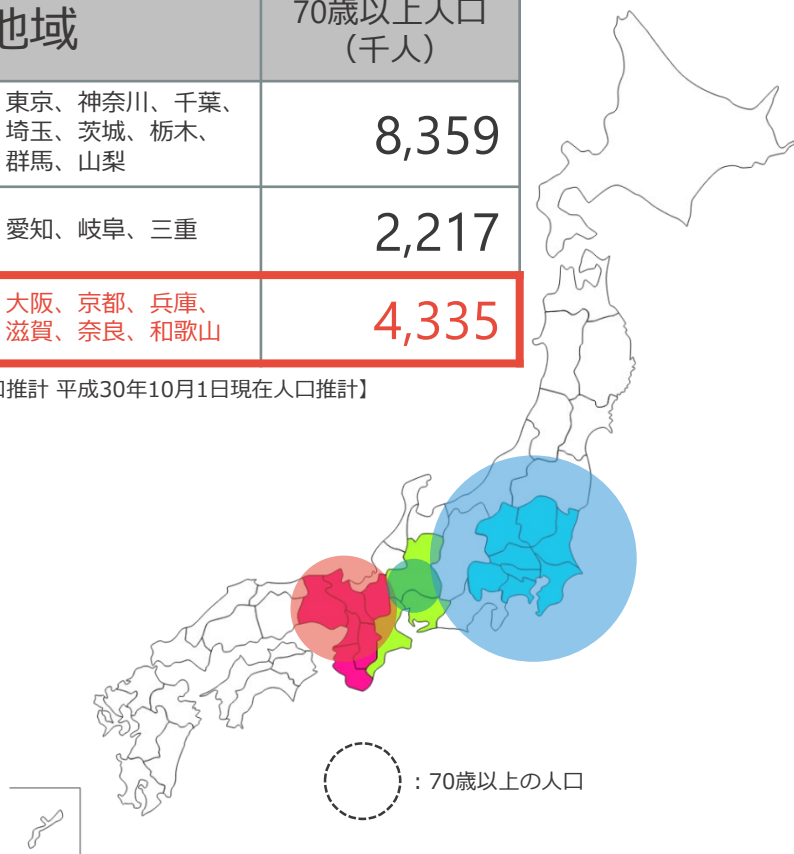 地域
70歳以上人口
（千人）
東京、神奈川、千葉、
埼玉、茨城、栃木、
群馬、山梨
8,359
愛知、岐阜、三重
2,217
大阪、京都、兵庫、
滋賀、奈良、和歌山
4,335
口推計 平成30年10月1日現在人口推計】
：70歳以上の人口